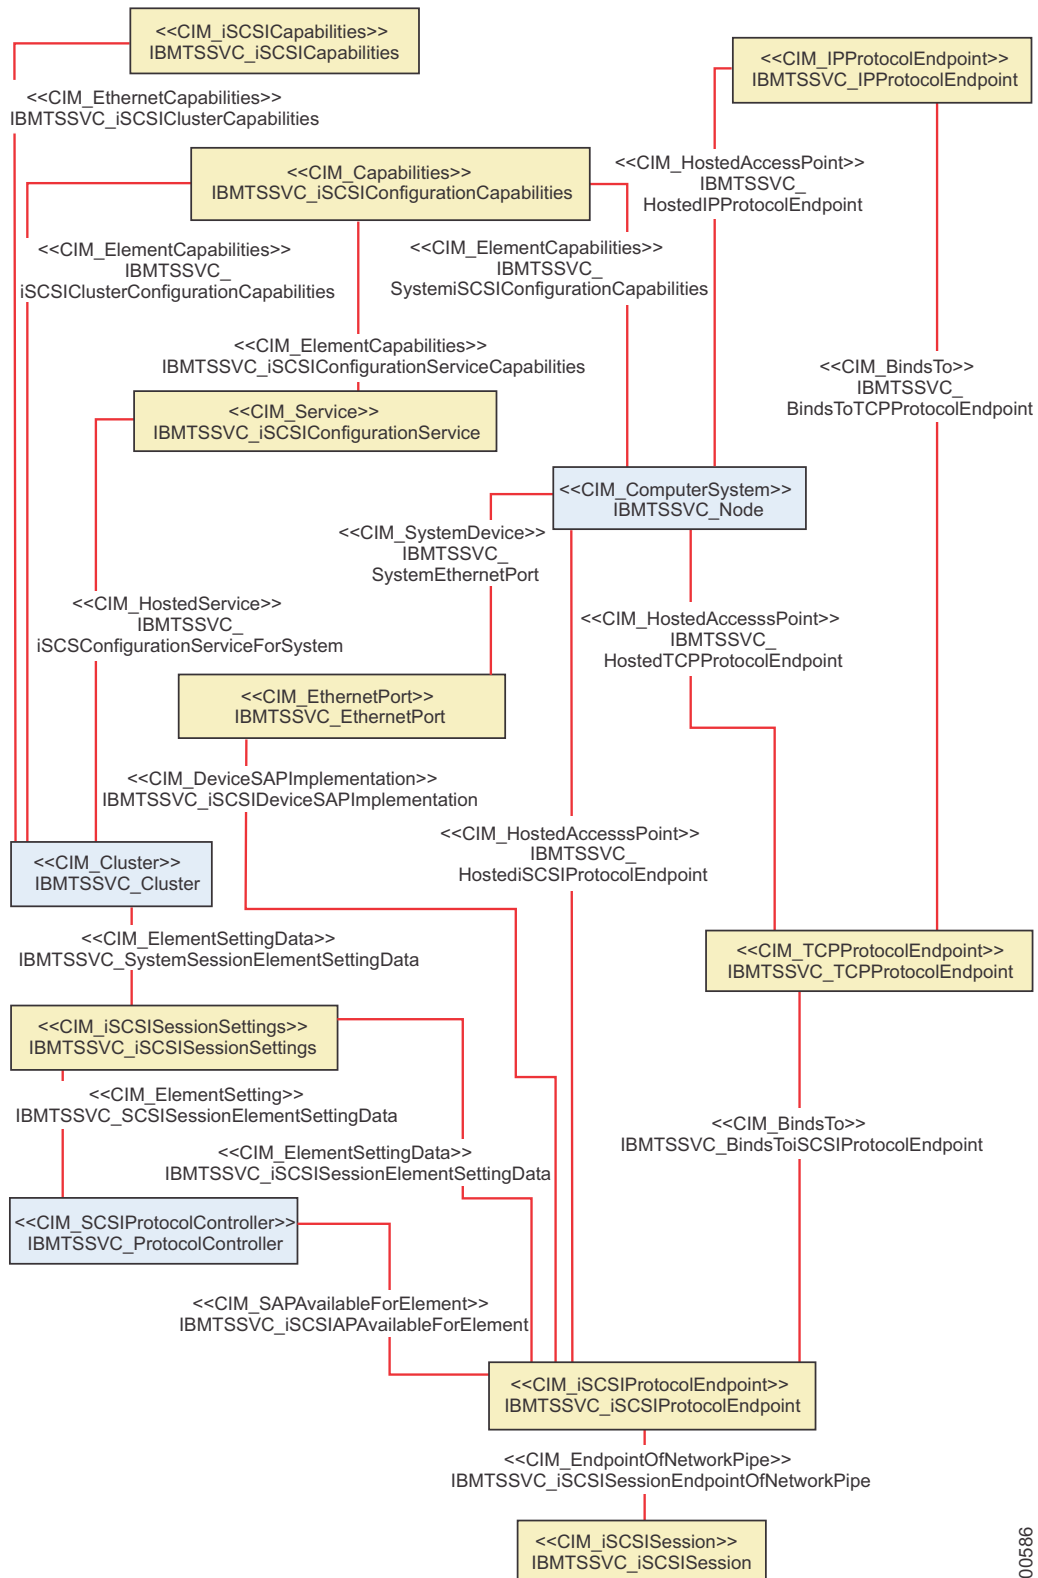 <<CIM_iSCSICapabilities>>
IBMTSSVC_iSCSICapabilities
<<CIM_IPProtocolEndpoint>>
IBMTSSVC_IPProtocolEndpoint
<<CIM_EthernetCapabilities>>
IBMTSSVC_iSCSIClusterCapabilities
<<CIM_Capabilities>>
IBMTSSVC_iSCSIConfigurationCapabilities
<<CIM_HostedAccessPoint>>
IBMTSSVC_
HostedIPProtocolEndpoint
<<CIM_ElementCapabilities>>
IBMTSSVC_
iSCSIClusterConfigurationCapabilities
<<CIM_ElementCapabilities>>
IBMTSSVC_
SystemiSCSIConfigurationCapabilities
<<CIM_ElementCapabilities>>
IBMTSSVC_iSCSIConfigurationServiceCapabilities
<<CIM_BindsTo>>
IBMTSSVC_
BindsToTCPProtocolEndpoint
<<CIM_Service>>
IBMTSSVC_iSCSIConfigurationService
<<CIM_ComputerSystem>>
IBMTSSVC_Node
<<CIM_SystemDevice>>
IBMTSSVC_
SystemEthernetPort
<<CIM_HostedService>>
IBMTSSVC_
iSCSConfigurationServiceForSystem
<<CIM_HostedAccesssPoint>>
IBMTSSVC_
HostedTCPProtocolEndpoint
<<CIM_EthernetPort>>
IBMTSSVC_EthernetPort
<<CIM_DeviceSAPImplementation>>
IBMTSSVC_iSCSIDeviceSAPImplementation
<<CIM_HostedAccesssPoint>>
IBMTSSVC_
HostediSCSIProtocolEndpoint
<<CIM_Cluster>>
IBMTSSVC_Cluster
<<CIM_ElementSettingData>>
IBMTSSVC_SystemSessionElementSettingData
<<CIM_TCPProtocolEndpoint>>
IBMTSSVC_TCPProtocolEndpoint
<<CIM_iSCSISessionSettings>>
IBMTSSVC_iSCSISessionSettings
<<CIM_ElementSetting>>
IBMTSSVC_SCSISessionElementSettingData
<<CIM_BindsTo>>
IBMTSSVC_BindsToiSCSIProtocolEndpoint
<<CIM_ElementSettingData>>
IBMTSSVC_iSCSISessionElementSettingData
<<CIM_SCSIProtocolController>>
IBMTSSVC_ProtocolController
<<CIM_SAPAvailableForElement>>
IBMTSSVC_iSCSIAPAvailableForElement
<<CIM_iSCSIProtocolEndpoint>>
IBMTSSVC_iSCSIProtocolEndpoint
<<CIM_EndpointOfNetworkPipe>>
IBMTSSVC_iSCSISessionEndpointOfNetworkPipe
<<CIM_iSCSISession>>
IBMTSSVC_iSCSISession
00586